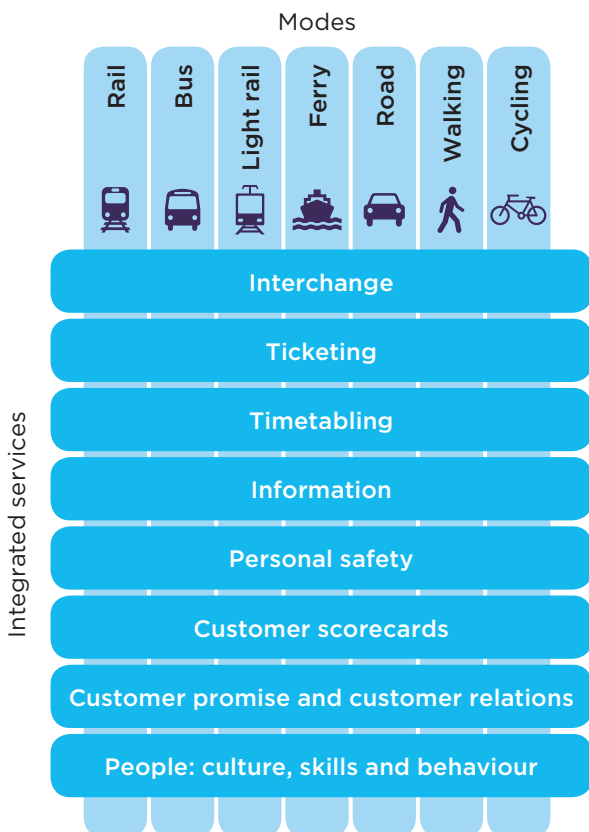 Modes
Rail
Bus
Light rail
Ferry
Road
Walking
Cycling
Integrated services
Interchange
Ticketing
Timetabling
Information
Personal safety
Customer scorecards
Customer promise and customer relations
People: culture, skills and behaviour